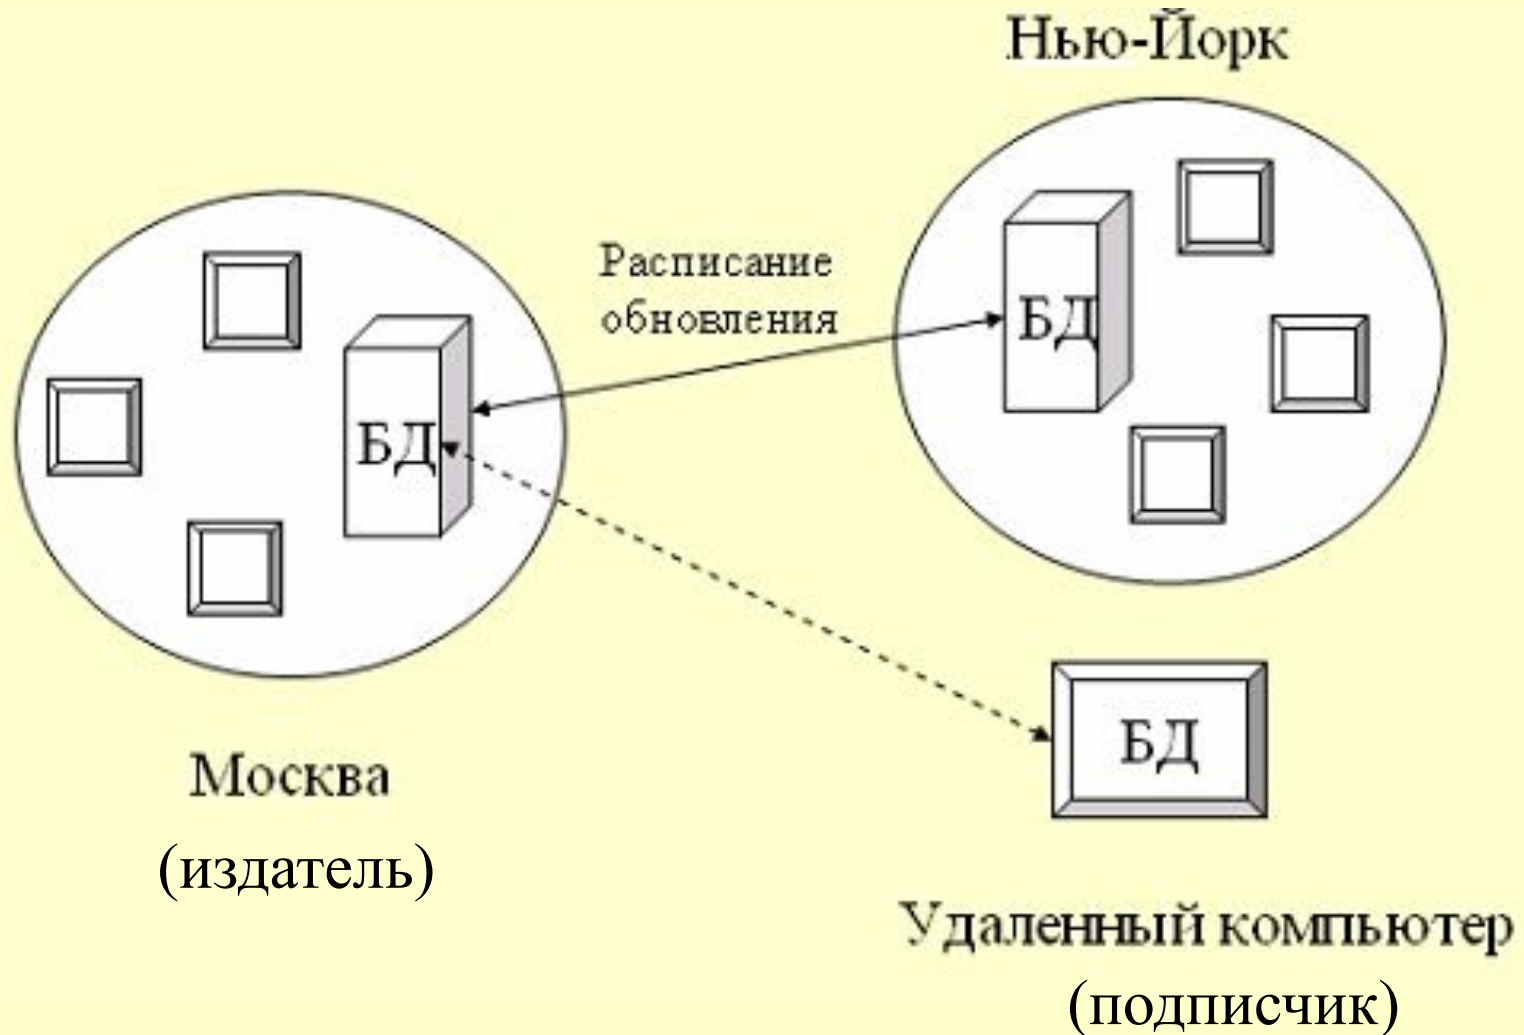 Нью-Йорк
Расписание
обновления
БД
БД
Москва
(издатель)
БД
Удаленный компьютер
(подписчик)